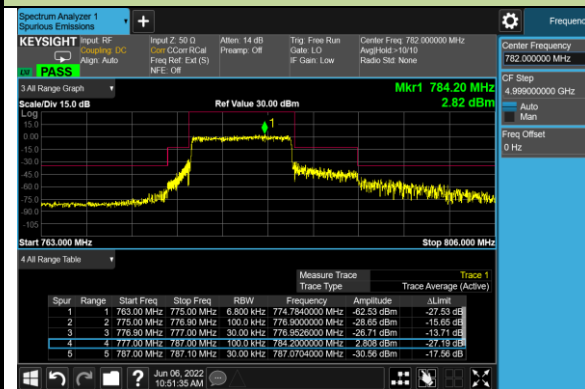 Spectrum Analyzer 1
Spurious Emissions
Frequenc
KEYSIGHT Input: RF Input Z: 50 Ω Atten: 14 dB Trig: Free Run Center Freq: 782.000000 MHz
Coupling: DC Corr CCorr RCal Preamp: Off Gate: LO Avg|Hold:>10/10
Align: Auto Freq Ref: Ext (S) IF Gain: Low Radio Std: None
NFE: Off
PASS
Center Frequency
782.000000 MHz
CF Step
4.999000000 GHz
Auto
Man
Freq Offset
0 Hz
3 All Range Graph
Mkr1 784.20 MHz
Scale/Div 15.0 dB Ref Value 30.00 dBm 2.82 dBm
Log
15.0
0.00
-15.0
-30.0
-45.0
-60.0
-75.0
-90.0
-105
1
Start 763.000 MHz Stop 806.000 MHz
4 All Range Table
Measure Trace Trace 1
Trace Type Trace Average (Active)
Spur Range Start Freq Stop Freq RBW Frequency Amplitude ΔLimit
1 1 763.00 MHz 775.00 MHz 6.800 kHz 774.7840 MHz -62.53 dBm -27.53 dB
2 2 775.00 MHz 776.90 MHz 100.0 kHz 776.9000000 MHz -28.65 dBm -15.65 dB
3 3 776.90 MHz 777.00 MHz 30.00 kHz 776.9526000 MHz -26.71 dBm -13.71 dB
4 4 777.00 MHz 787.00 MHz 100.0 kHz 784.2000000 MHz 2.808 dBm -27.19 dB
5 5 787.00 MHz 787.10 MHz 30.00 kHz 787.0704000 MHz -30.56 dBm -17.56 dB
Jun 06, 2022
10:51:35 AM